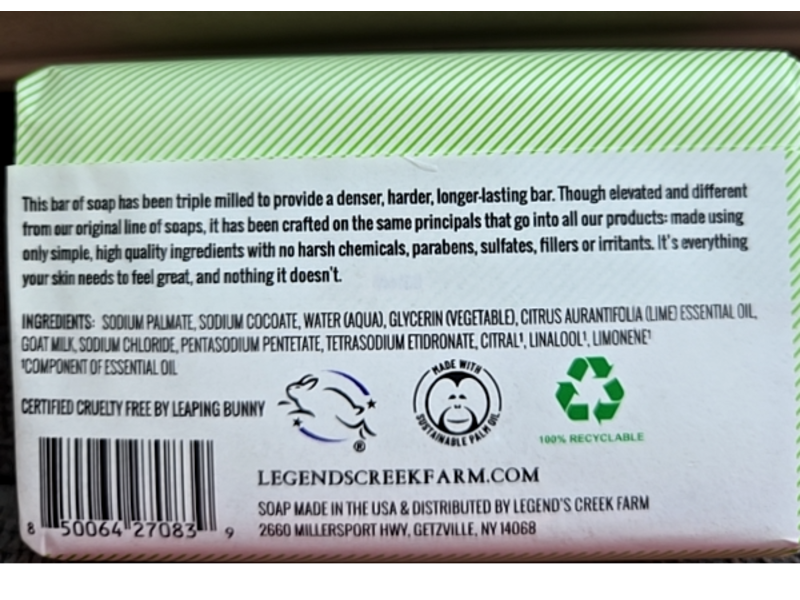 This bar of soap has been triple milled to provide a denser, harder, longer-lasting bar. Though elevated and different
from our original line of soaps, it has been crafted on the same principals that go into all our products: made using
only simple, high quality ingredients with no harsh chemicals, parabens, sulfates, fillers or irritants. It's everything
your skin needs to feel great, and nothing it doesn't.
INGREDIENTS: SODIUM PALMATE, SODIUM COCOATE, WATER (AQUA), GLYCERIN (VEGETABLE), CITRUS AURANTIFOLIA (LIME) ESSENTIAL OIL,
GOAT MILK, SODIUM CHLORIDE, PENTASODIUM PENTETATE, TETRASODIUM ETIDRONATE, CITRAL¹, LINALOOL¹, LIMONENE¹
¹COMPONENT OF ESSENTIAL OIL
CERTIFIED CRUELTY FREE BY LEAPING BUNNY
®
MADE WITH
SUSTAINABLE PALM OIL
100% RECYCLABLE
LEGENDSCREEKFARM.COM
SOAP MADE IN THE USA & DISTRIBUTED BY LEGEND'S CREEK FARM
2660 MILLERSPORT HWY, GETZVILLE, NY 14068
8 50064 27083 9